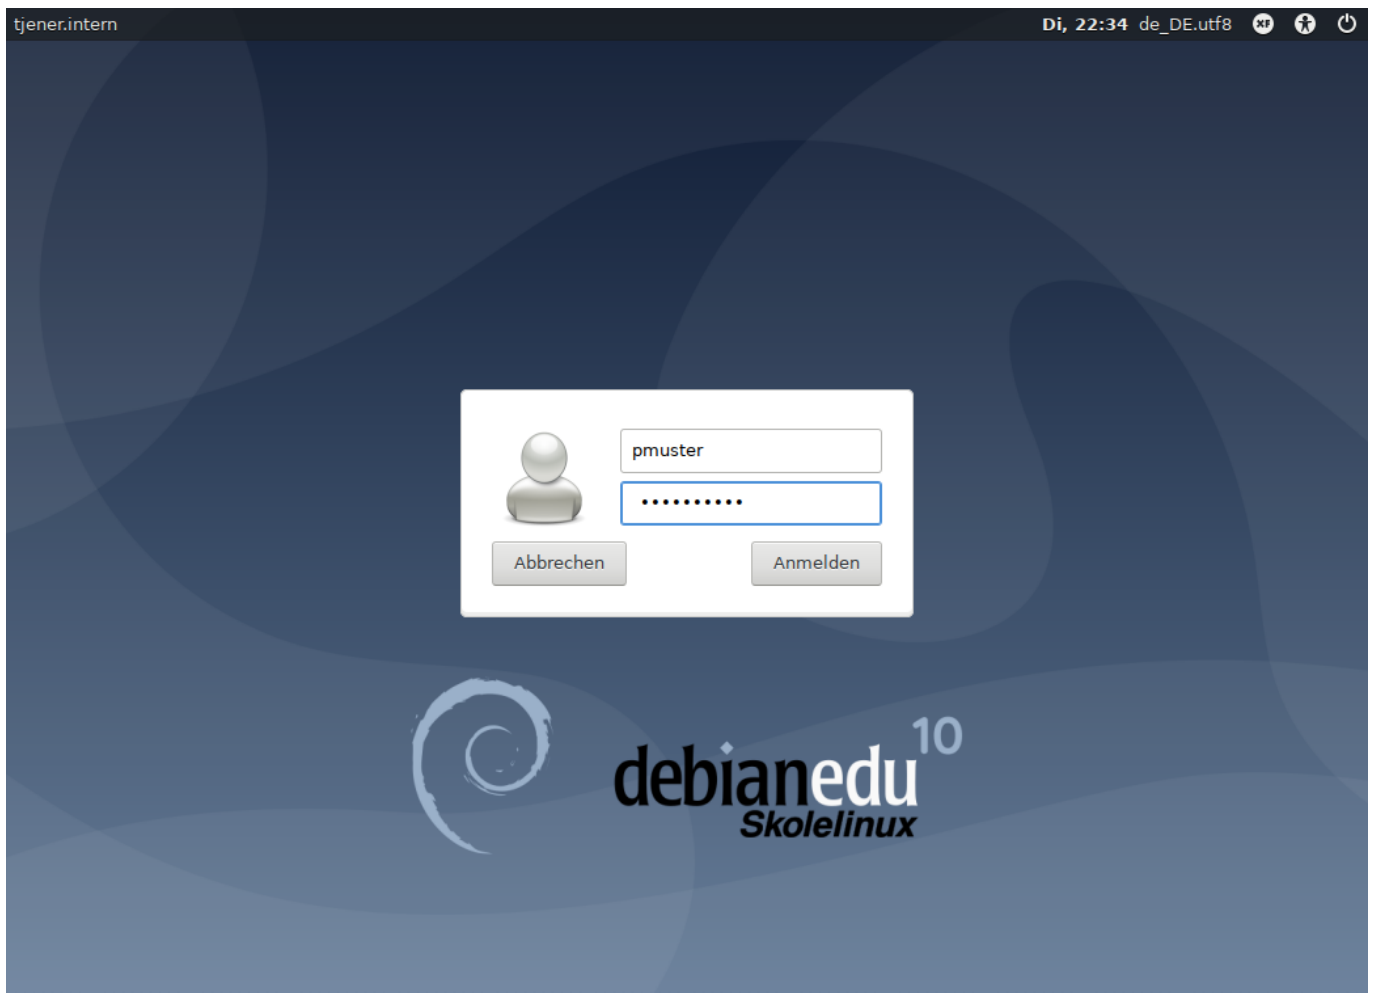 tjener.intern
Di, 22:34 de_DE.utf8
pmuster
••••••••••
Abbrechen
Anmelden
debianedu 10
Skolelinux